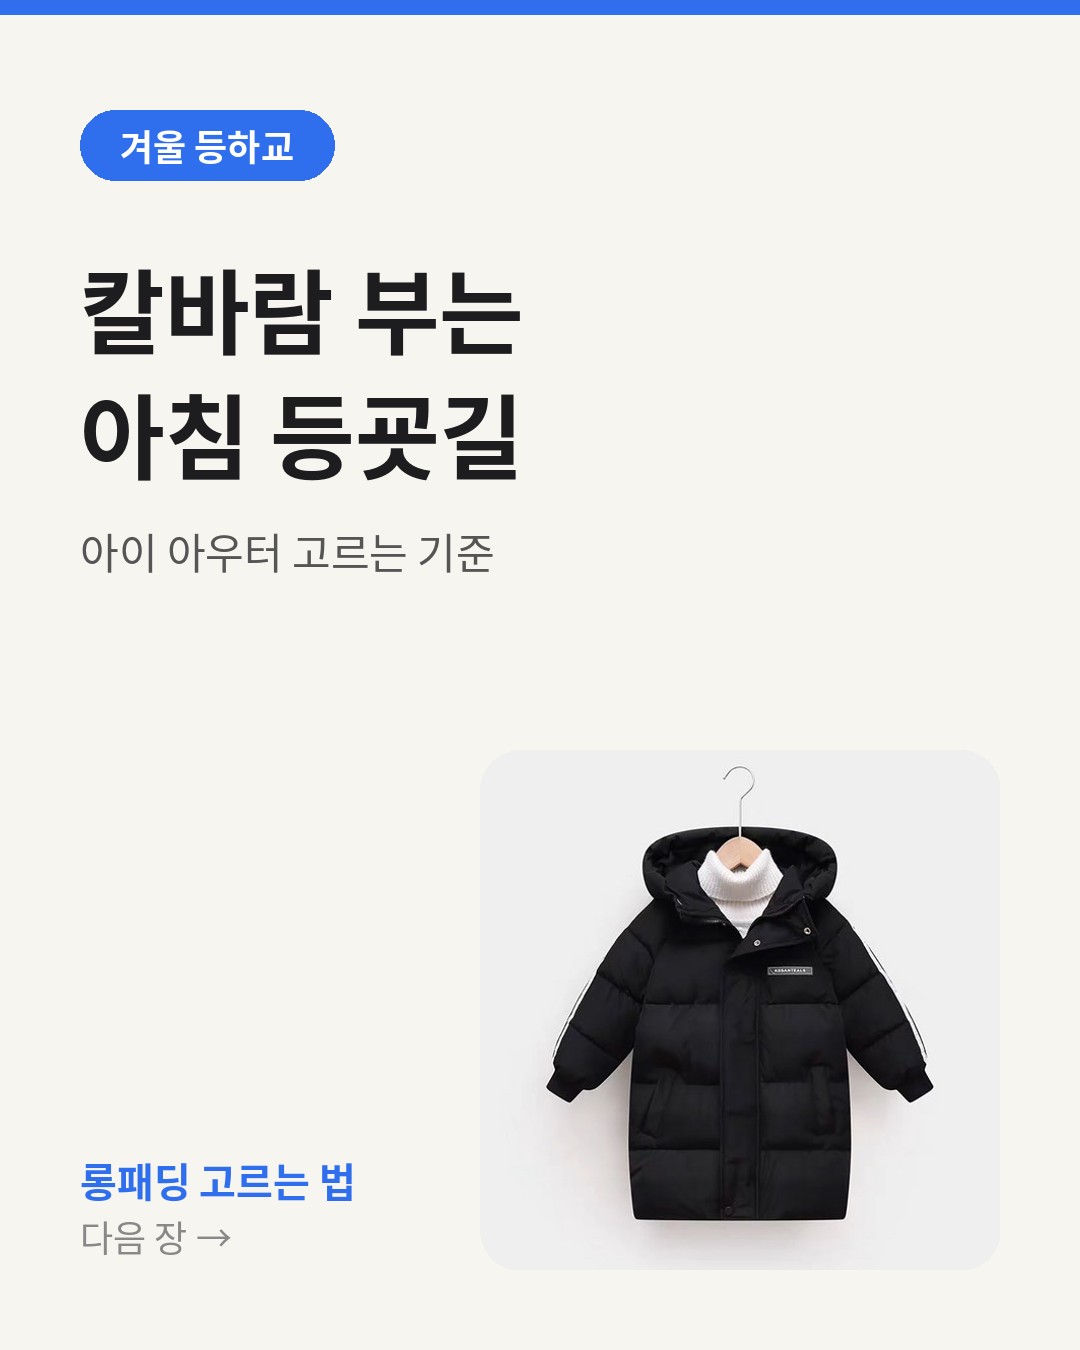 겨울 등하교
칼바람 부는
아침 등굣길
아이 아우터 고르는 기준
롱패딩 고르는 법
다음 장 →